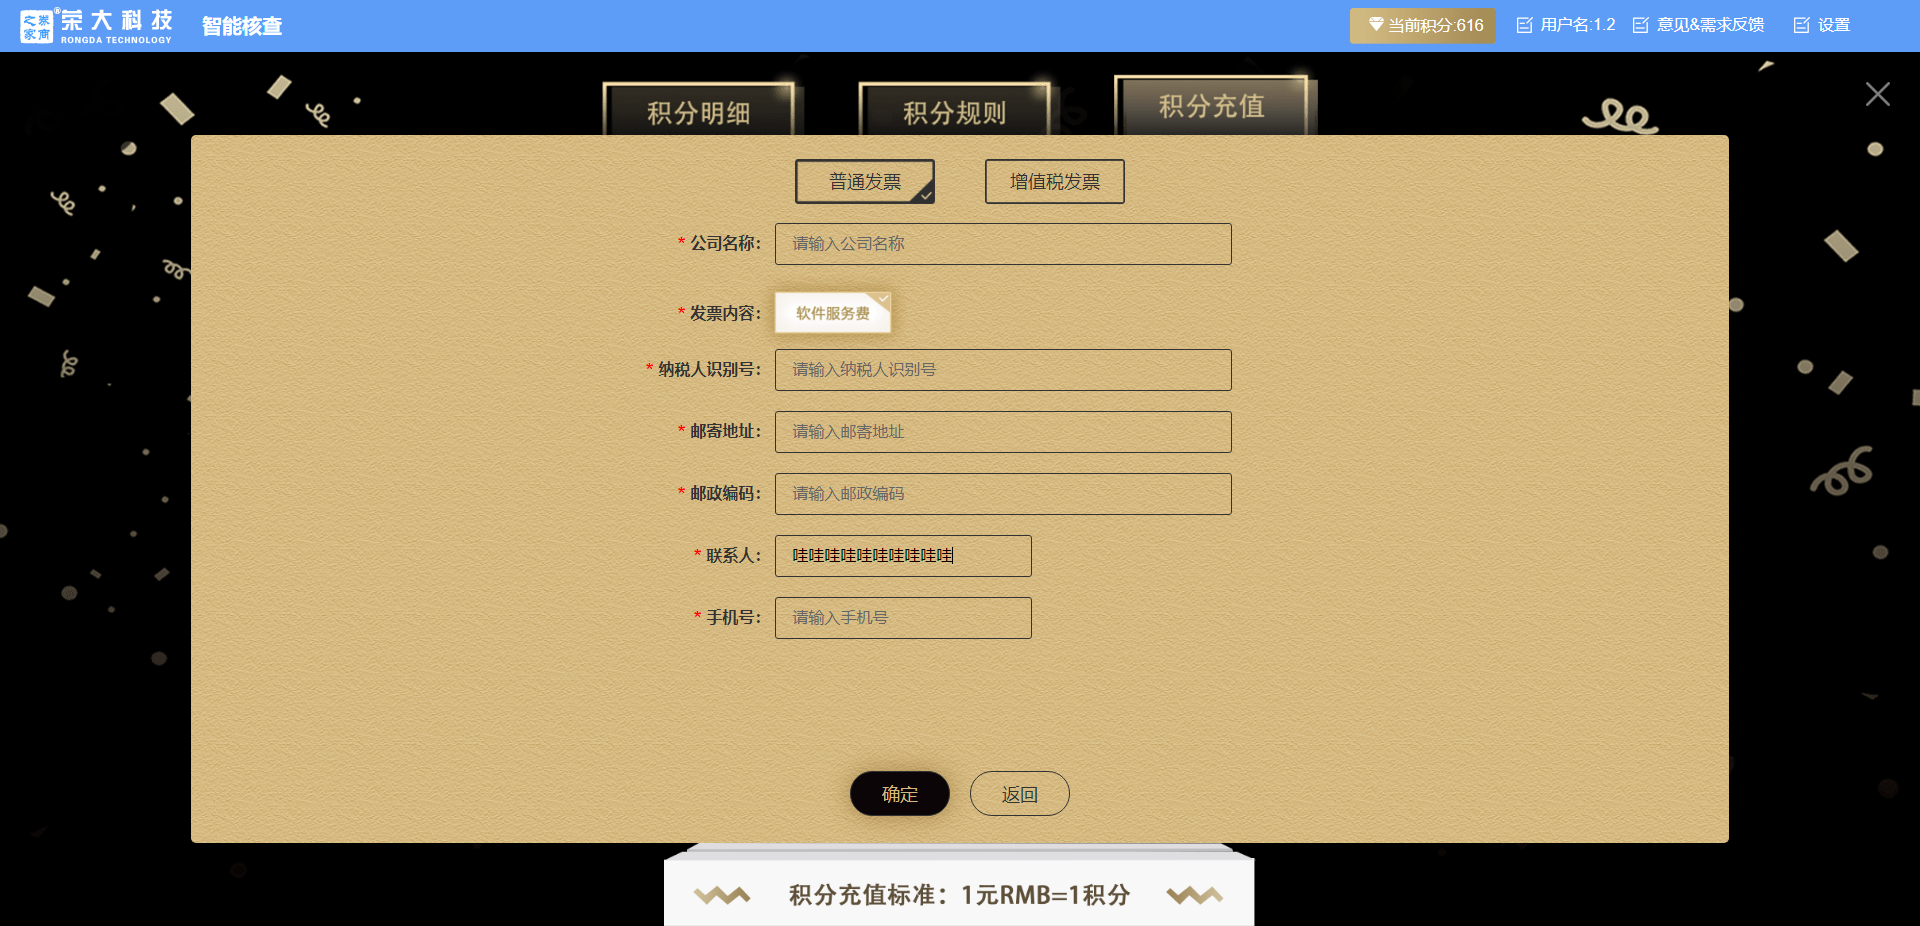 券商之家® 荣大科技
RONGDA TECHNOLOGY
智能核查
当前积分:616
用户名:1.2
意见&需求反馈
设置
积分明细
积分规则
积分充值
普通发票
增值税发票
* 公司名称： 请输入公司名称
* 发票内容： 软件服务费
* 纳税人识别号： 请输入纳税人识别号
* 邮寄地址： 请输入邮寄地址
* 邮政编码： 请输入邮政编码
* 联系人： 哇哇哇哇哇哇哇哇哇哇
* 手机号： 请输入手机号
确定
返回
积分充值标准：1元RMB=1积分